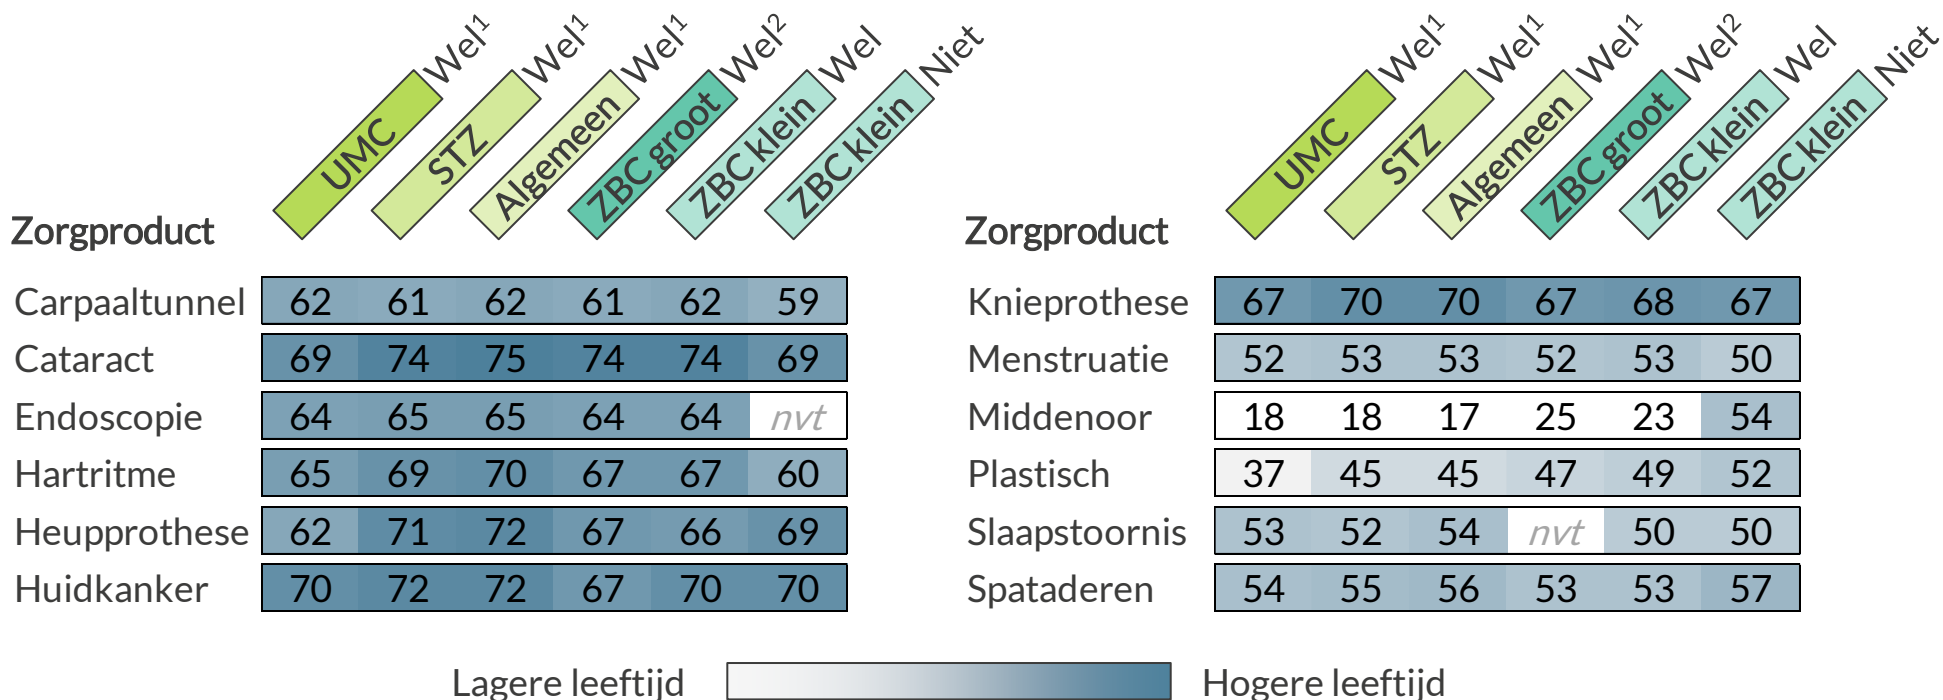 UMC Wel¹ STZ Wel¹ Algemeen Wel¹ ZBC groot Wel² ZBC klein Wel ZBC klein Niet
Zorgproduct
Carpaaltunnel 62 61 62 61 62 59
Cataract 69 74 75 74 74 69
Endoscopie 64 65 65 64 64 nvt
Hartritme 65 69 70 67 67 60
Heupprothese 62 71 72 67 66 69
Huidkanker 70 72 72 67 70 70
UMC Wel¹ STZ Wel¹ Algemeen Wel¹ ZBC groot Wel² ZBC klein Wel ZBC klein Niet
Zorgproduct
Knieprothese 67 70 70 67 68 67
Menstruatie 52 53 53 52 53 50
Middenoor 18 18 17 25 23 54
Plastisch 37 45 45 47 49 52
Slaapstoornis 53 52 54 nvt 50 50
Spataderen 54 55 56 53 53 57
Lagere leeftijd Hogere leeftijd